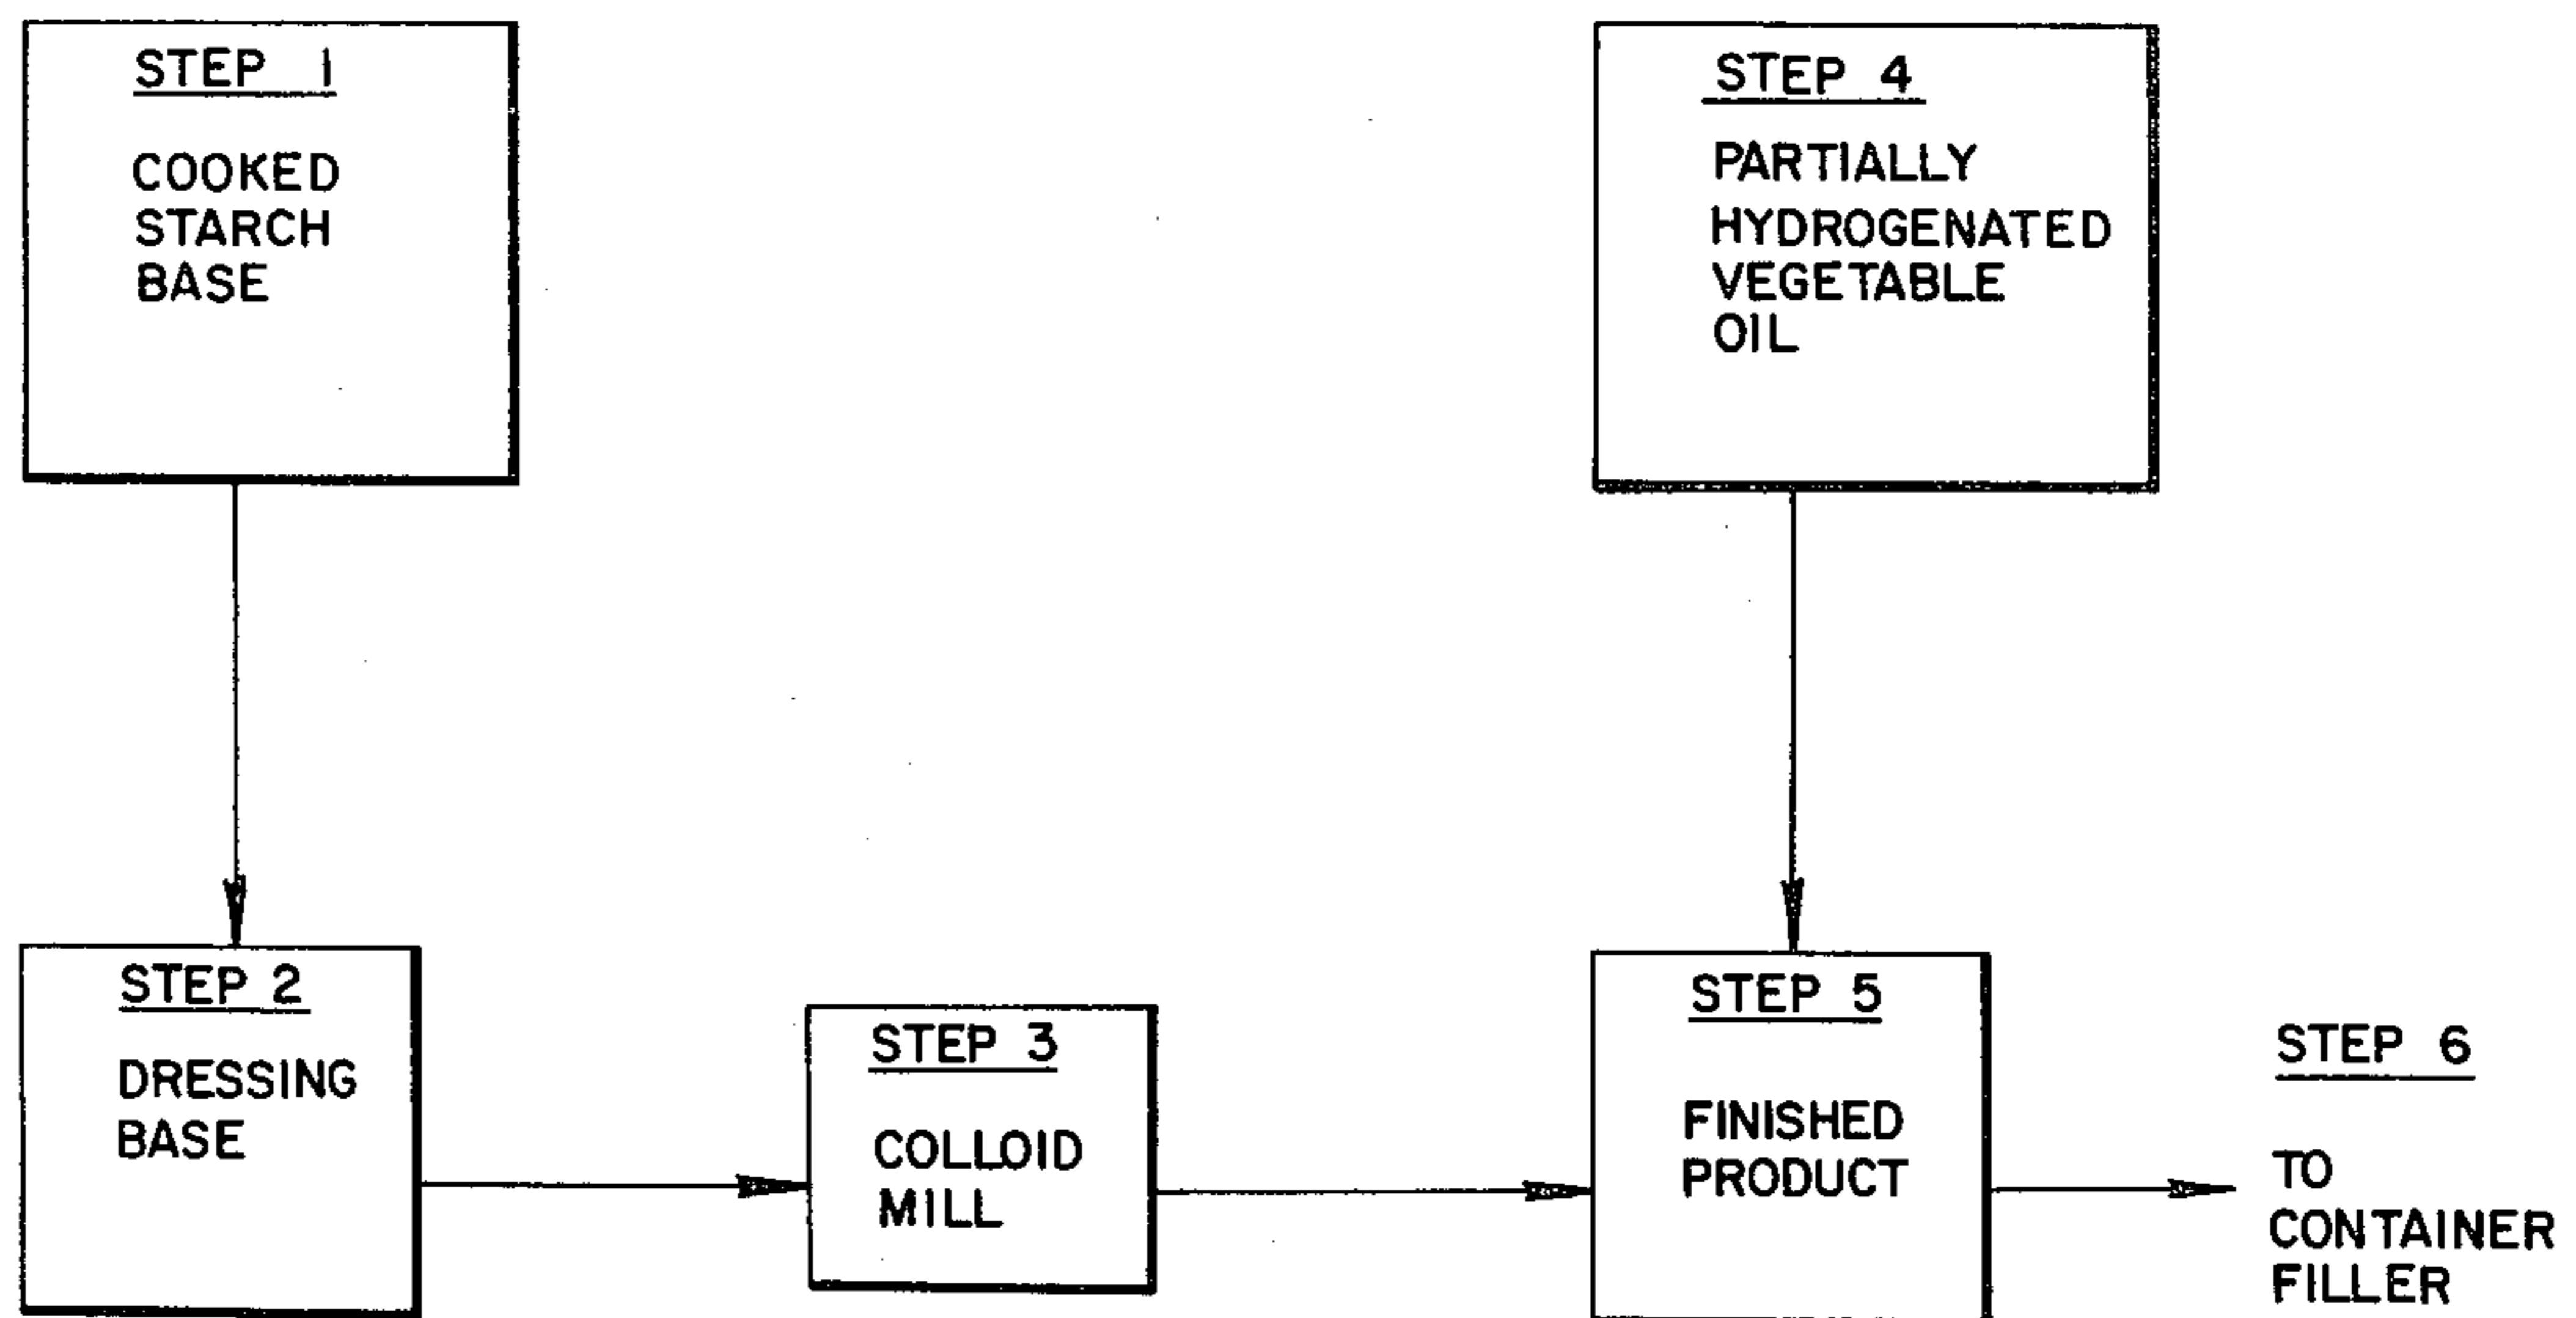 STEP 1
COOKED
STARCH
BASE
STEP 2
DRESSING
BASE
STEP 3
COLLOID
MILL
STEP 4
PARTIALLY
HYDROGENATED
VEGETABLE
OIL
STEP 5
FINISHED
PRODUCT
STEP 6
TO
CONTAINER
FILLER